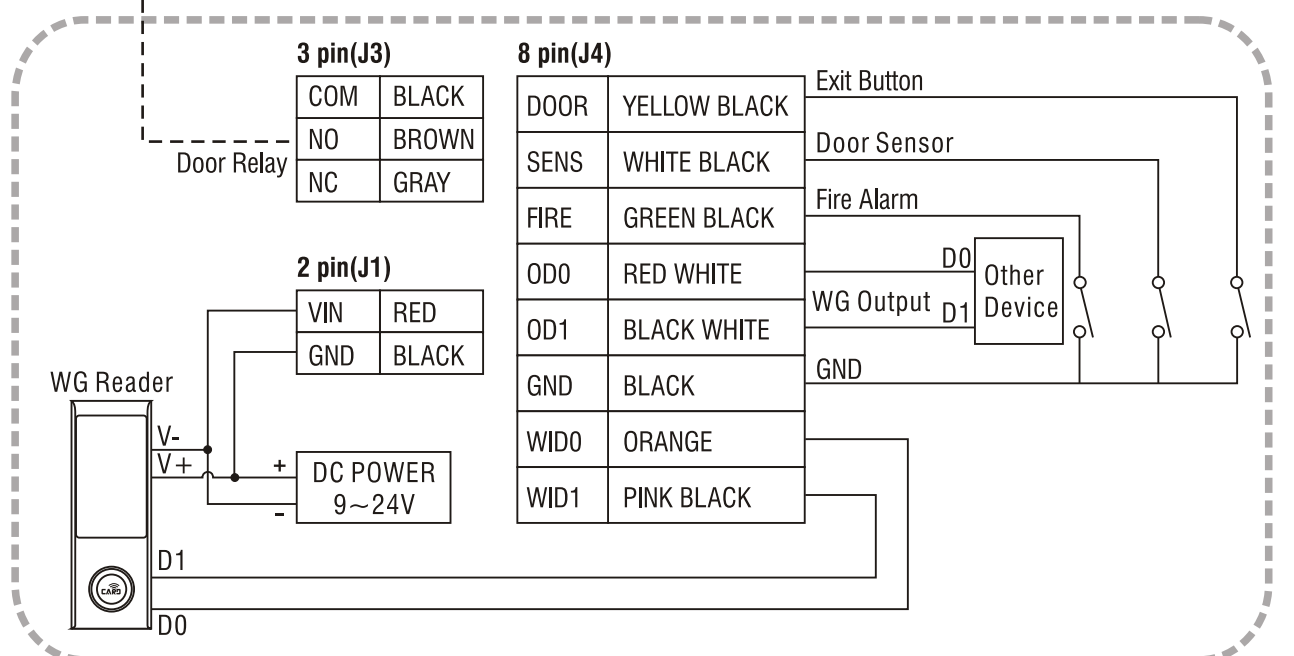 3 pin(J3)
COM BLACK
NO BROWN
NC GRAY
Door Relay
8 pin(J4)
DOOR YELLOW BLACK
SENS WHITE BLACK
FIRE GREEN BLACK
OD0 RED WHITE
OD1 BLACK WHITE
GND BLACK
WID0 ORANGE
WID1 PINK BLACK
Exit Button
Door Sensor
Fire Alarm
D0
WG Output D1
Other
Device
GND
2 pin(J1)
VIN RED
GND BLACK
WG Reader
V-
V+
+
-
DC POWER
9~24V
D1
D0
CARD